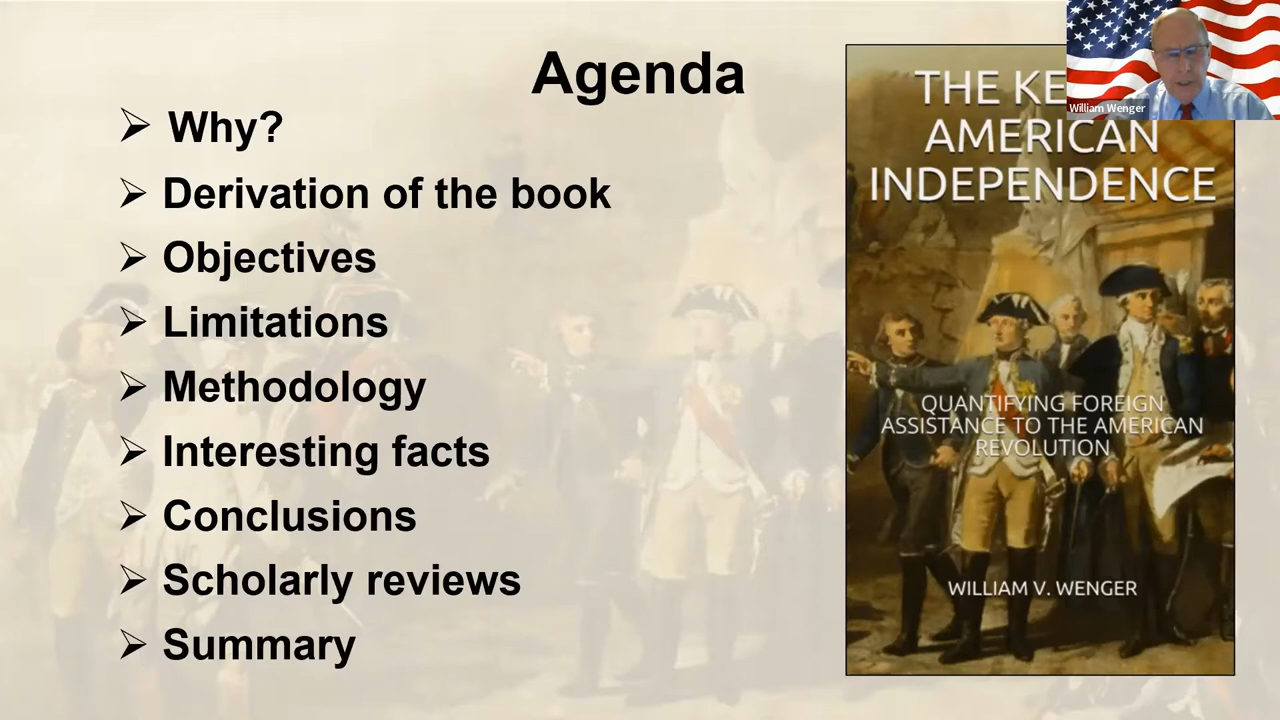 Agenda
Why?
Derivation of the book
Objectives
Limitations
Methodology
Interesting facts
Conclusions
Scholarly reviews
Summary
THE
AMERICAN
INDEPENDENCE
QUANTIFYING FOREIGN
ASSISTANCE TO THE AMERICAN
REVOLUTION
WILLIAM V. WENGER
William Wenger